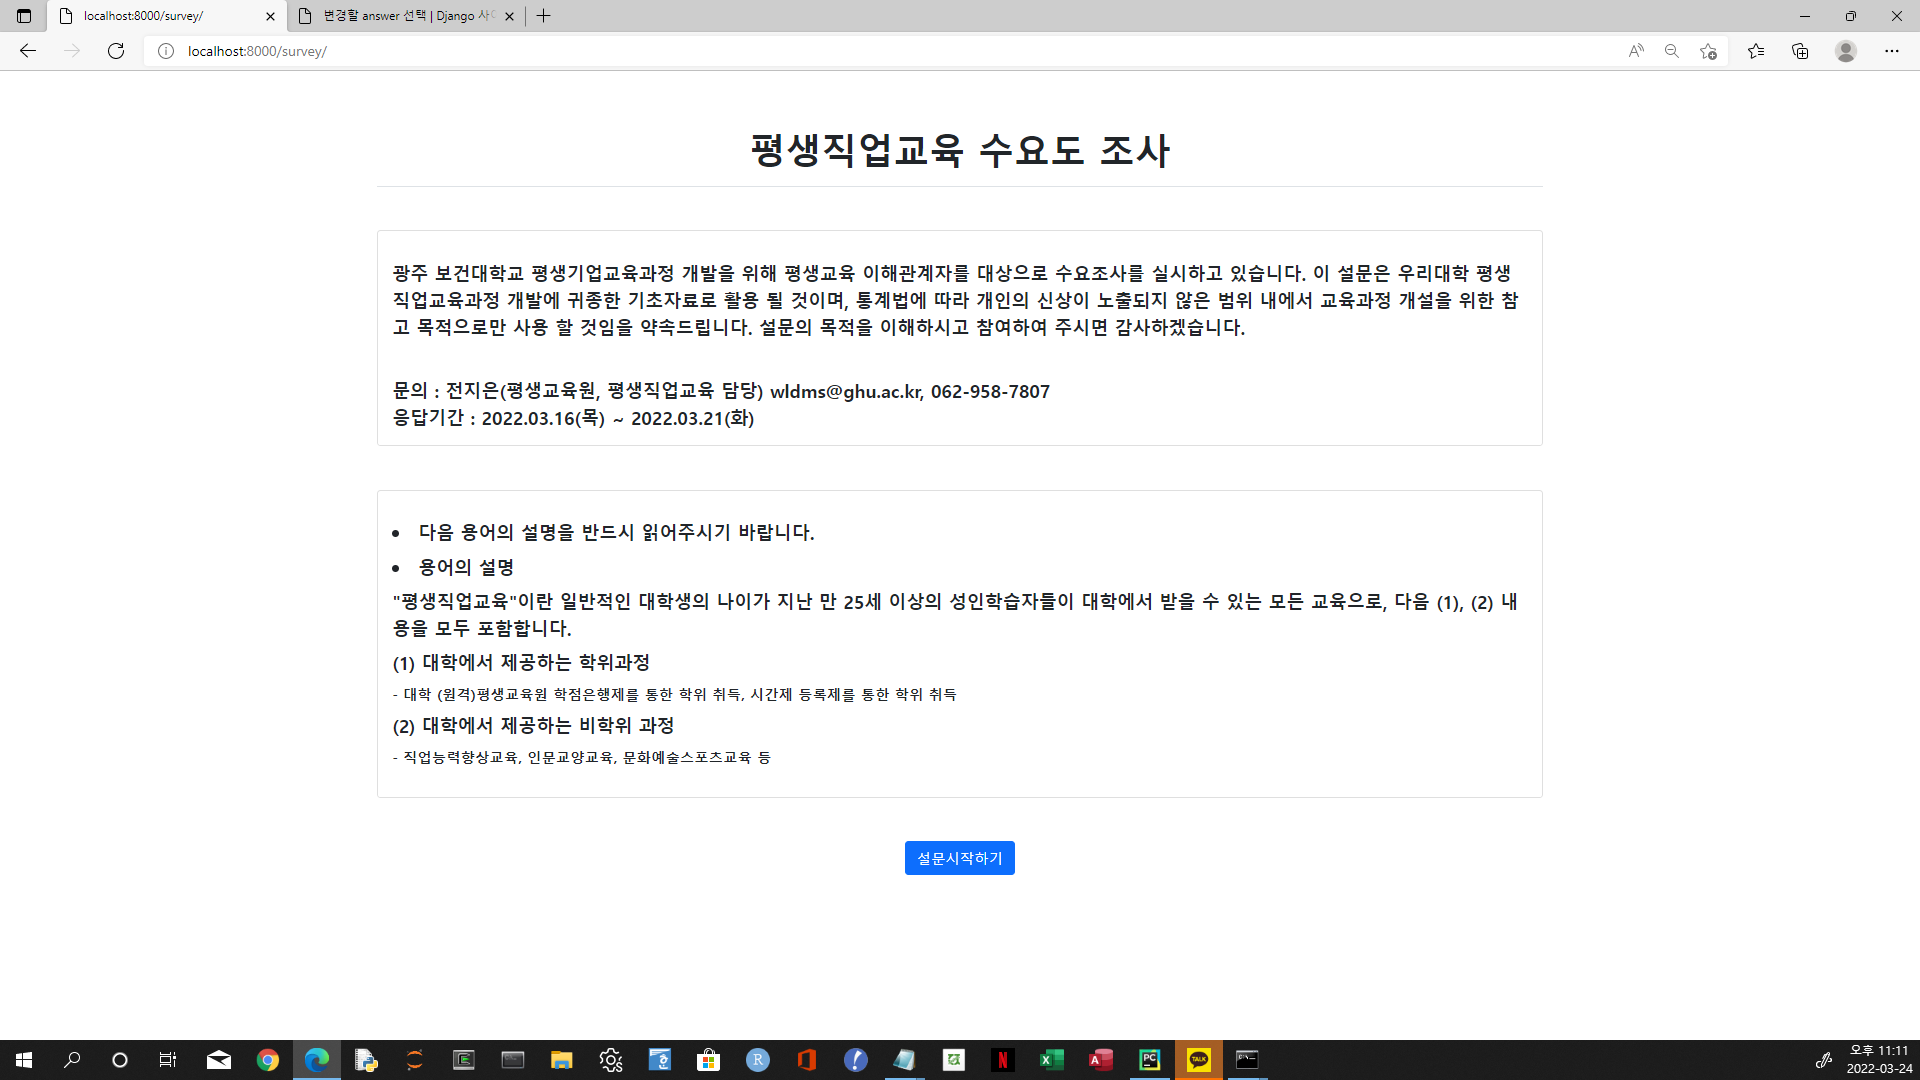 localhost:8000/survey/
변경할 answer 선택 | Django 사
localhost:8000/survey/
평생직업교육 수요도 조사
광주 보건대학교 평생기업교육과정 개발을 위해 평생교육 이해관계자를 대상으로 수요조사를 실시하고 있습니다. 이 설문은 우리대학 평생
직업교육과정 개발에 귀종한 기초자료로 활용 될 것이며, 통계법에 따라 개인의 신상이 노출되지 않은 범위 내에서 교육과정 개설을 위한 참
고 목적으로만 사용 할 것임을 약속드립니다. 설문의 목적을 이해하시고 참여하여 주시면 감사하겠습니다.
문의 : 전지은(평생교육원, 평생직업교육 담당) wldms@ghu.ac.kr, 062-958-7807
응답기간 : 2022.03.16(목) ~ 2022.03.21(화)
• 다음 용어의 설명을 반드시 읽어주시기 바랍니다.
• 용어의 설명
"평생직업교육"이란 일반적인 대학생의 나이가 지난 만 25세 이상의 성인학습자들이 대학에서 받을 수 있는 모든 교육으로, 다음 (1), (2) 내
용을 모두 포함합니다.
(1) 대학에서 제공하는 학위과정
- 대학 (원격)평생교육원 학점은행제를 통한 학위 취득, 시간제 등록제를 통한 학위 취득
(2) 대학에서 제공하는 비학위 과정
- 직업능력향상교육, 인문교양교육, 문화예술스포츠교육 등
설문시작하기
오후 11:11
2022-03-24